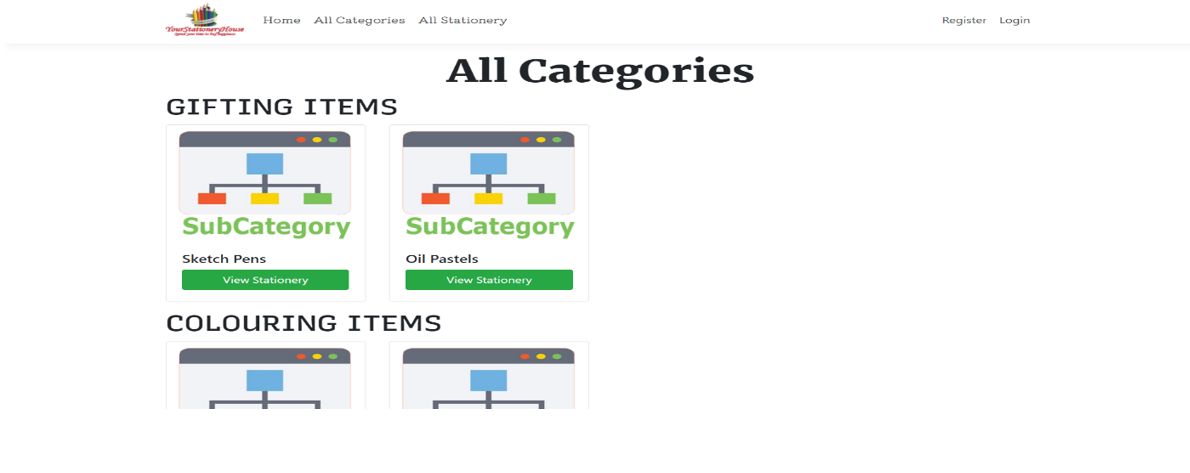 YourStationeryHouse
Home All Categories All Stationery Register Login
All Categories
GIFTING ITEMS
SubCategory SubCategory
Sketch Pens Oil Pastels
View Stationery View Stationery
COLOURING ITEMS